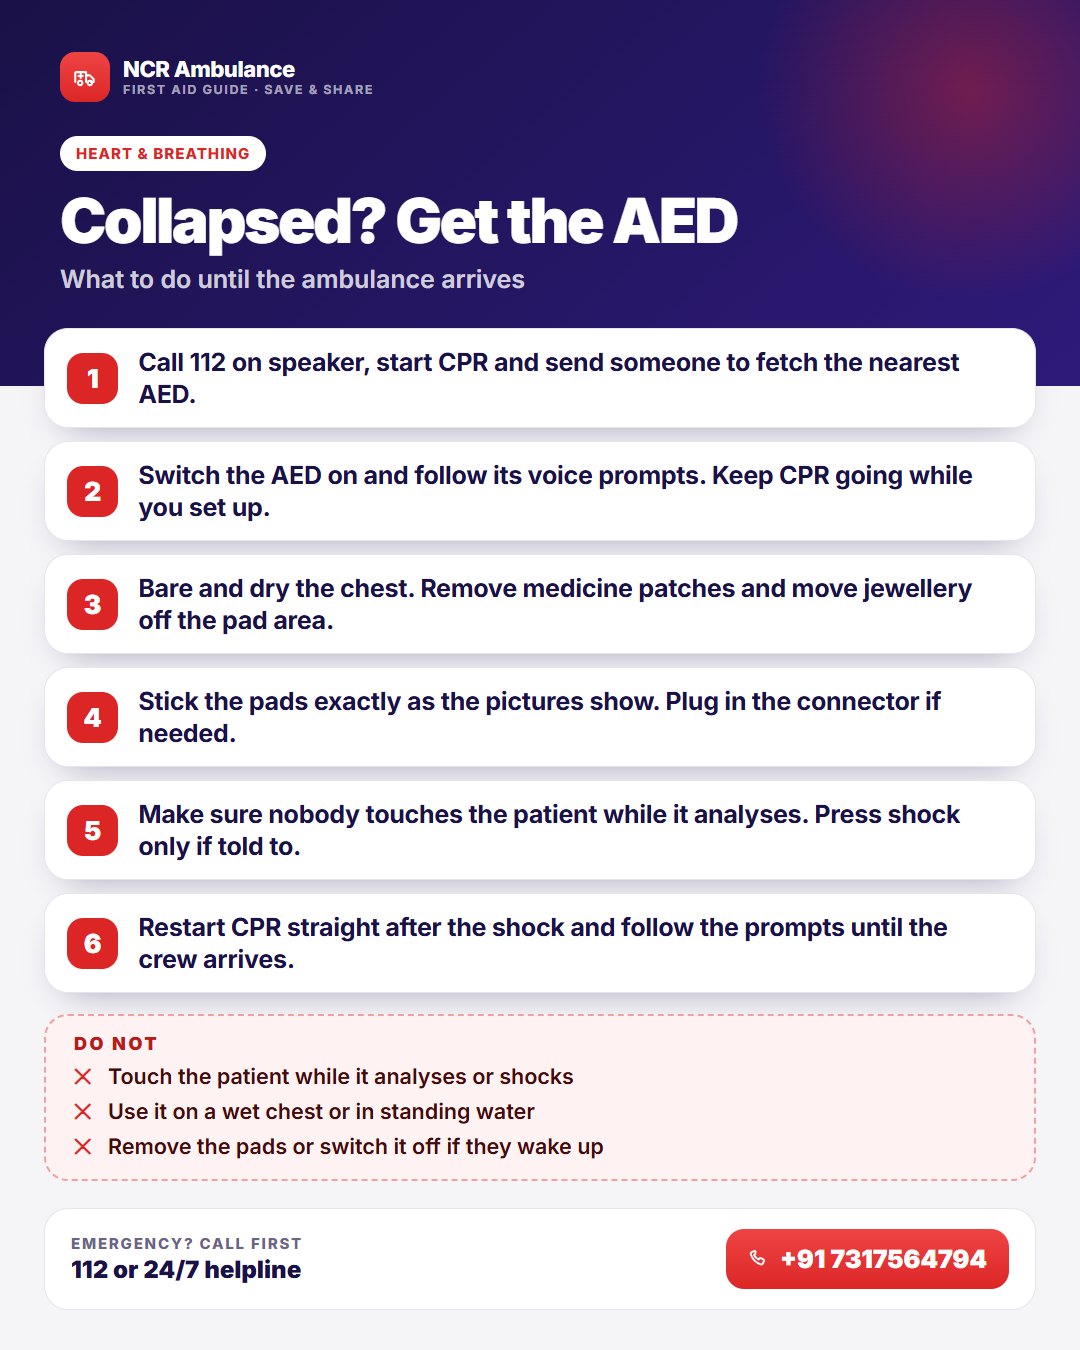 NCR Ambulance
FIRST AID GUIDE · SAVE & SHARE
HEART & BREATHING
Collapsed? Get the AED
What to do until the ambulance arrives
1
Call 112 on speaker, start CPR and send someone to fetch the nearest
AED.
2
Switch the AED on and follow its voice prompts. Keep CPR going while
you set up.
3
Bare and dry the chest. Remove medicine patches and move jewellery
off the pad area.
4
Stick the pads exactly as the pictures show. Plug in the connector if
needed.
5
Make sure nobody touches the patient while it analyses. Press shock
only if told to.
6
Restart CPR straight after the shock and follow the prompts until the
crew arrives.
DO NOT
Touch the patient while it analyses or shocks
Use it on a wet chest or in standing water
Remove the pads or switch it off if they wake up
EMERGENCY? CALL FIRST
112 or 24/7 helpline
+91 7317564794